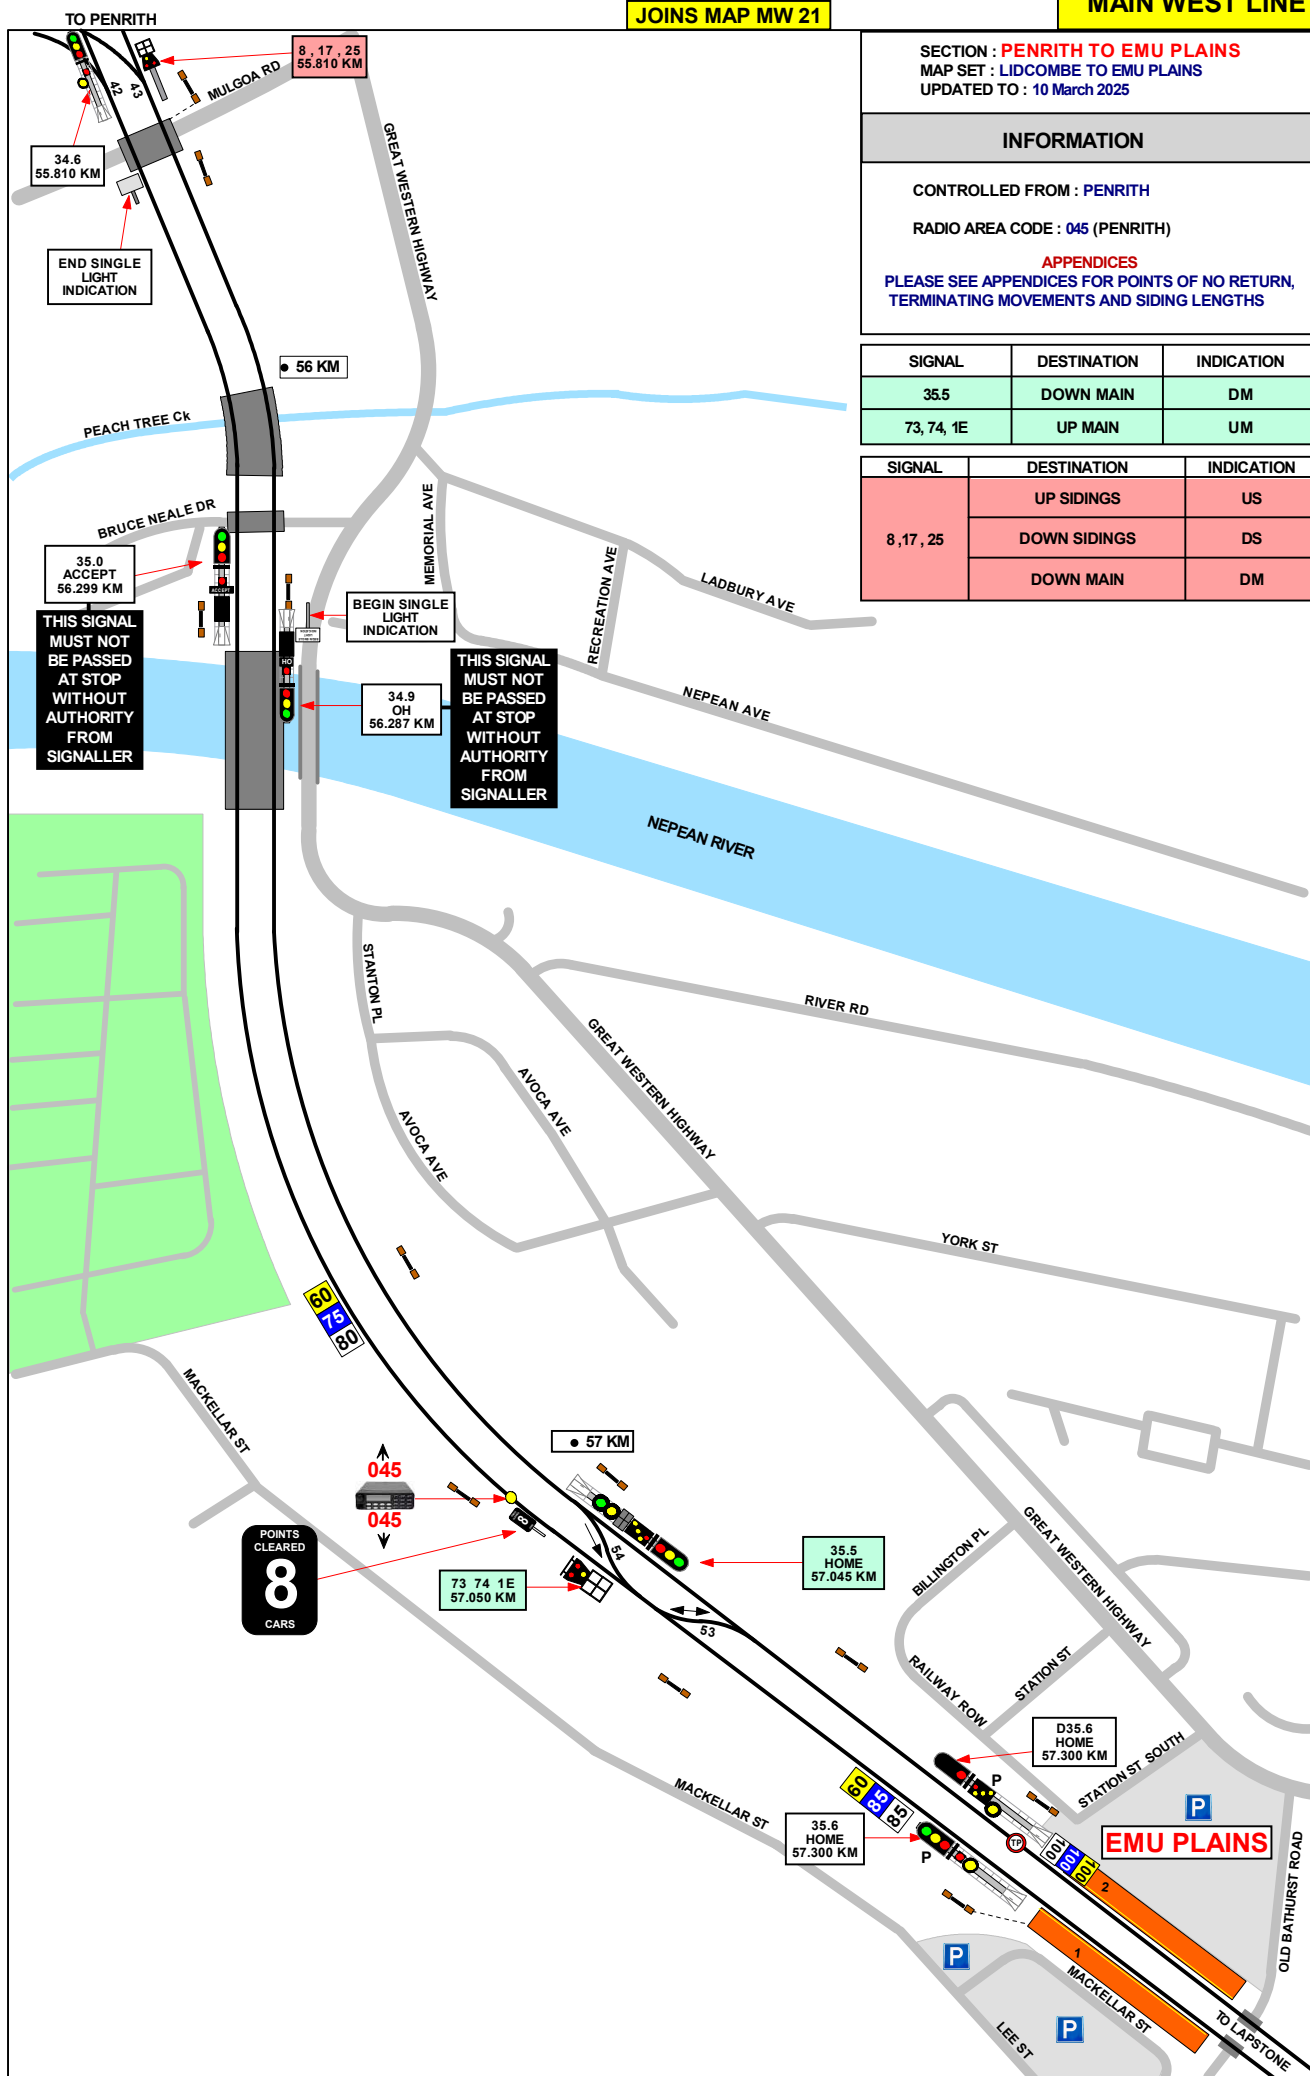 TO PENRITH
JOINS MAP MW 21
MAIN WEST LINE
SECTION : PENRITH TO EMU PLAINS
MAP SET : LIDCOMBE TO EMU PLAINS
UPDATED TO : 10 March 2025
INFORMATION
CONTROLLED FROM : PENRITH
RADIO AREA CODE : 045 (PENRITH)
APPENDICES
PLEASE SEE APPENDICES FOR POINTS OF NO RETURN,
TERMINATING MOVEMENTS AND SIDING LENGTHS
SIGNAL DESTINATION INDICATION
35.5 DOWN MAIN DM
73, 74, 1E UP MAIN UM
SIGNAL DESTINATION INDICATION
8 ,17 , 25
UP SIDINGS US
DOWN SIDINGS DS
DOWN MAIN DM
8 , 17 , 25
55.810 KM
42
43
MULGOA RD
34.6
55.810 KM
END SINGLE
LIGHT
INDICATION
GREAT WESTERN HIGHWAY
56 KM
PEACH TREE Ck
BRUCE NEALE DR
MEMORIAL AVE
RECREATION AVE
LADBURY AVE
NEPEAN AVE
35.0
ACCEPT
56.299 KM
ACCEPT
THIS SIGNAL
MUST NOT
BE PASSED
AT STOP
WITHOUT
AUTHORITY
FROM
SIGNALLER
BEGIN SINGLE
LIGHT
INDICATION
OH
34.9
OH
56.287 KM
THIS SIGNAL
MUST NOT
BE PASSED
AT STOP
WITHOUT
AUTHORITY
FROM
SIGNALLER
NEPEAN RIVER
STANTON PL
RIVER RD
GREAT WESTERN HIGHWAY
AVOCA AVE
AVOCA AVE
YORK ST
60
75
80
MACKELLAR ST
57 KM
045
045
POINTS
CLEARED
8
CARS
8
73 74 1E
57.050 KM
54
53
35.5
HOME
57.045 KM
BILLINGTON PL
GREAT WESTERN HIGHWAY
RAILWAY ROW
STATION ST
STATION ST SOUTH
D35.6
HOME
57.300 KM
P
60
85
85
MACKELLAR ST
35.6
HOME
57.300 KM
P
TP
100
100
100
P
EMU PLAINS
2
1
OLD BATHURST ROAD
P
MACKELLAR ST
P
LEE ST
TO LAPSTONE